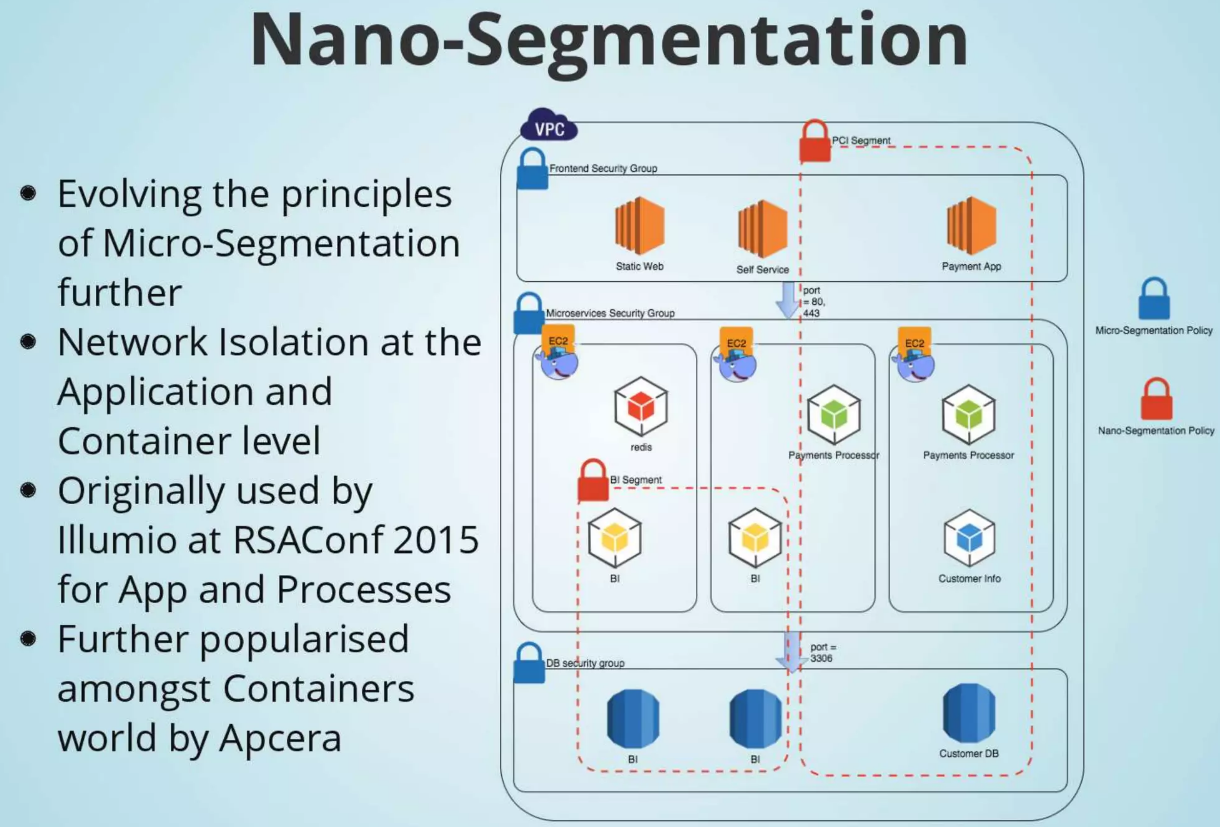 Nano-Segmentation
Evolving the principles
of Micro-Segmentation
further
Network Isolation at the
Application and
Container level
Originally used by
Illumio at RSAConf 2015
for App and Processes
Further popularised
amongst Containers
world by Apcera
VPC
PCI Segment
Frontend Security Group
Static Web
Self Service
Payment App
port
= 80,
443
Microservices Security Group
EC2
EC2
EC2
redis
Payments Processor
Payments Processor
BI Segment
BI
BI
Customer Info
port =
3306
DB security group
BI
BI
Customer DB
Micro-Segmentation Policy
Nano-Segmentation Policy